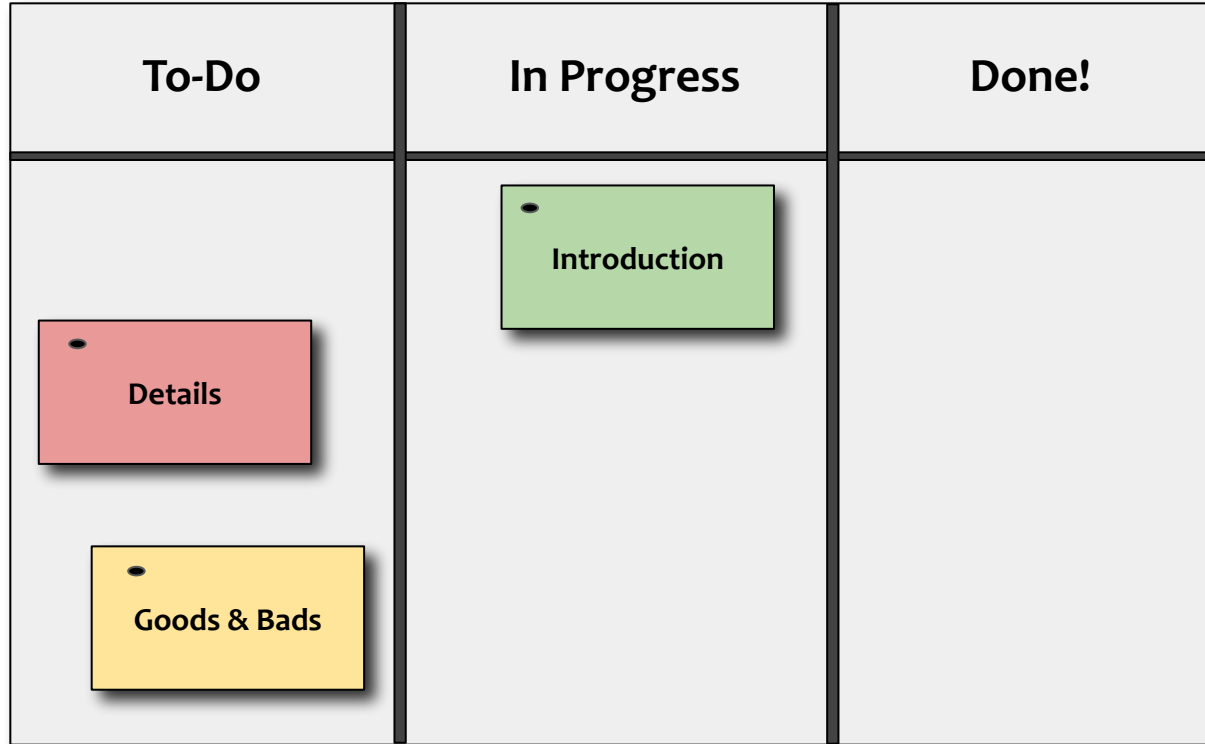 To-Do
In Progress
Done!
Introduction
Details
Goods & Bads